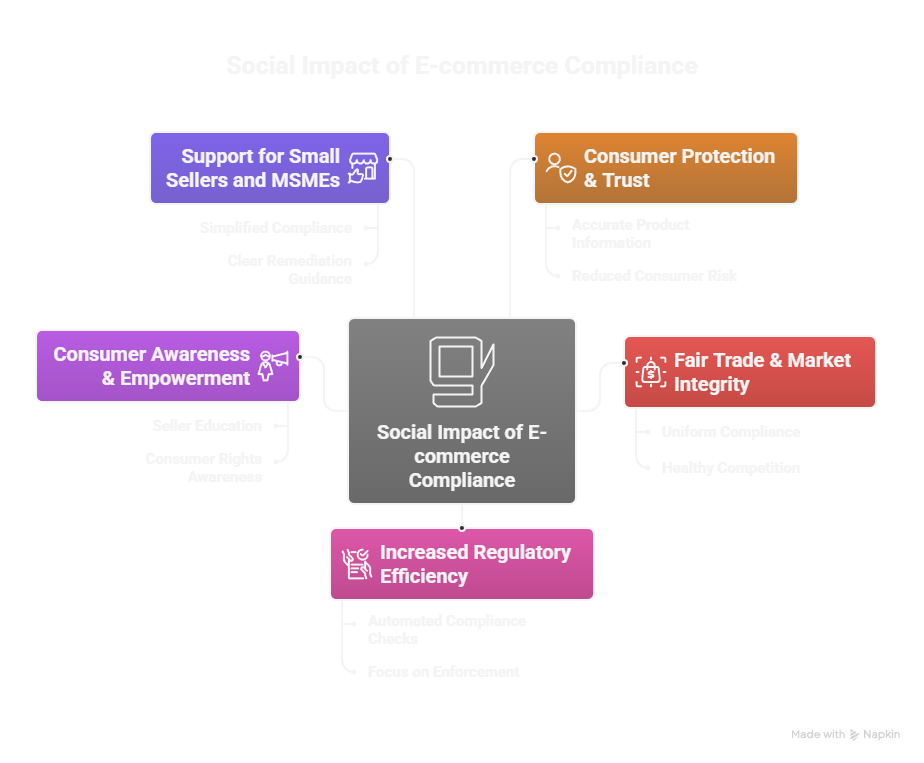 Social Impact of E-commerce Compliance
Support for Small
Sellers and MSMEs
Simplified Compliance
Clear Remediation
Guidance
Consumer Protection
& Trust
Accurate Product
Information
Reduced Consumer Risk
Consumer Awareness
& Empowerment
Seller Education
Consumer Rights
Awareness
Social Impact of E-
commerce
Compliance
Fair Trade & Market
Integrity
Uniform Compliance
Healthy Competition
Increased Regulatory
Efficiency
Automated Compliance
Checks
Focus on Enforcement
Made with Napkin